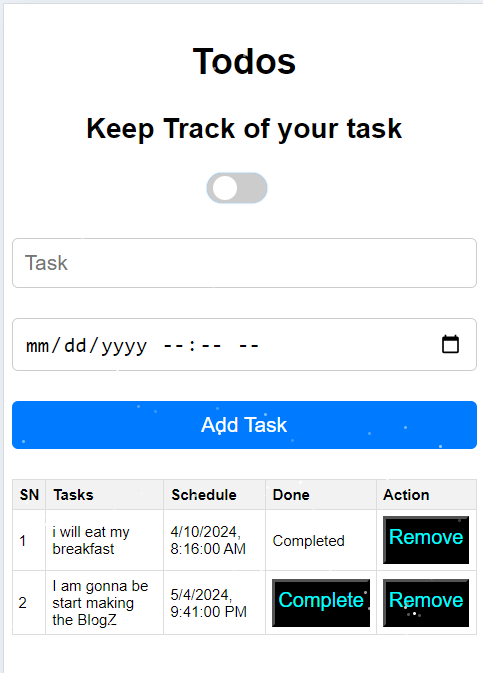 Todos
Keep Track of your task
Task
mm/dd/yyyy --:-- --
Add Task
SN Tasks Schedule Done Action
1 i will eat my breakfast 4/10/2024, 8:16:00 AM Completed Remove
2 I am gonna be start making the BlogZ 5/4/2024, 9:41:00 PM Complete Remove